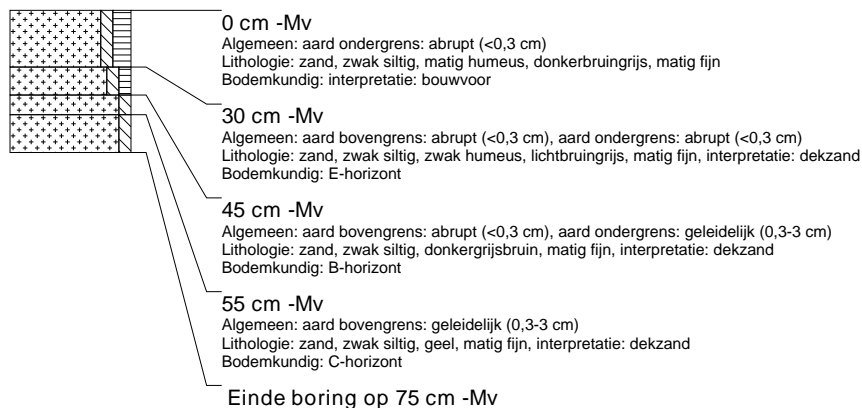 0 cm -Mv
Algemeen: aard ondergrens: abrupt (<0,3 cm)
Lithologie: zand, zwak siltig, matig humeus, donkerbruingrijs, matig fijn
Bodemkundig: interpretatie: bouwvoor
30 cm -Mv
Algemeen: aard bovengrens: abrupt (<0,3 cm), aard ondergrens: abrupt (<0,3 cm)
Lithologie: zand, zwak siltig, zwak humeus, lichtbruingrijs, matig fijn, interpretatie: dekzand
Bodemkundig: E-horizont
45 cm -Mv
Algemeen: aard bovengrens: abrupt (<0,3 cm), aard ondergrens: geleidelijk (0,3-3 cm)
Lithologie: zand, zwak siltig, donkergrijsbruin, matig fijn, interpretatie: dekzand
Bodemkundig: B-horizont
55 cm -Mv
Algemeen: aard bovengrens: geleidelijk (0,3-3 cm)
Lithologie: zand, zwak siltig, geel, matig fijn, interpretatie: dekzand
Bodemkundig: C-horizont
Einde boring op 75 cm -Mv